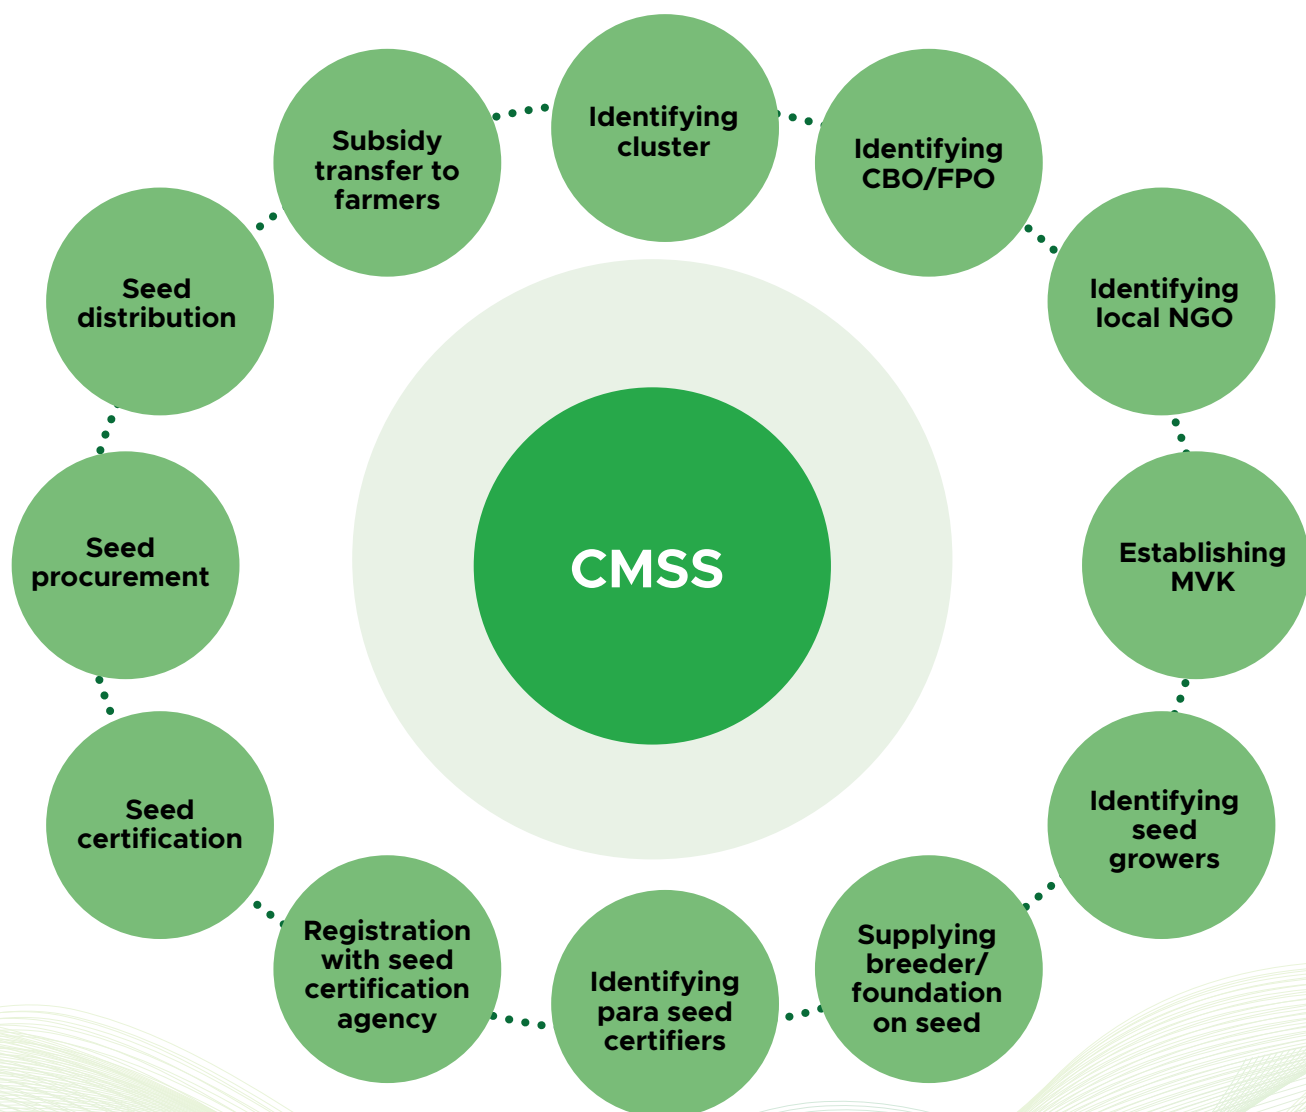 Identifying
cluster
Identifying
CBO/FPO
Identifying
local NGO
Establishing
MVK
Identifying
seed
growers
Supplying
breeder/
foundation
on seed
Identifying
para seed
certifiers
Registration
with seed
certification
agency
Seed
certification
Seed
procurement
Seed
distribution
Subsidy
transfer to
farmers
CMSS